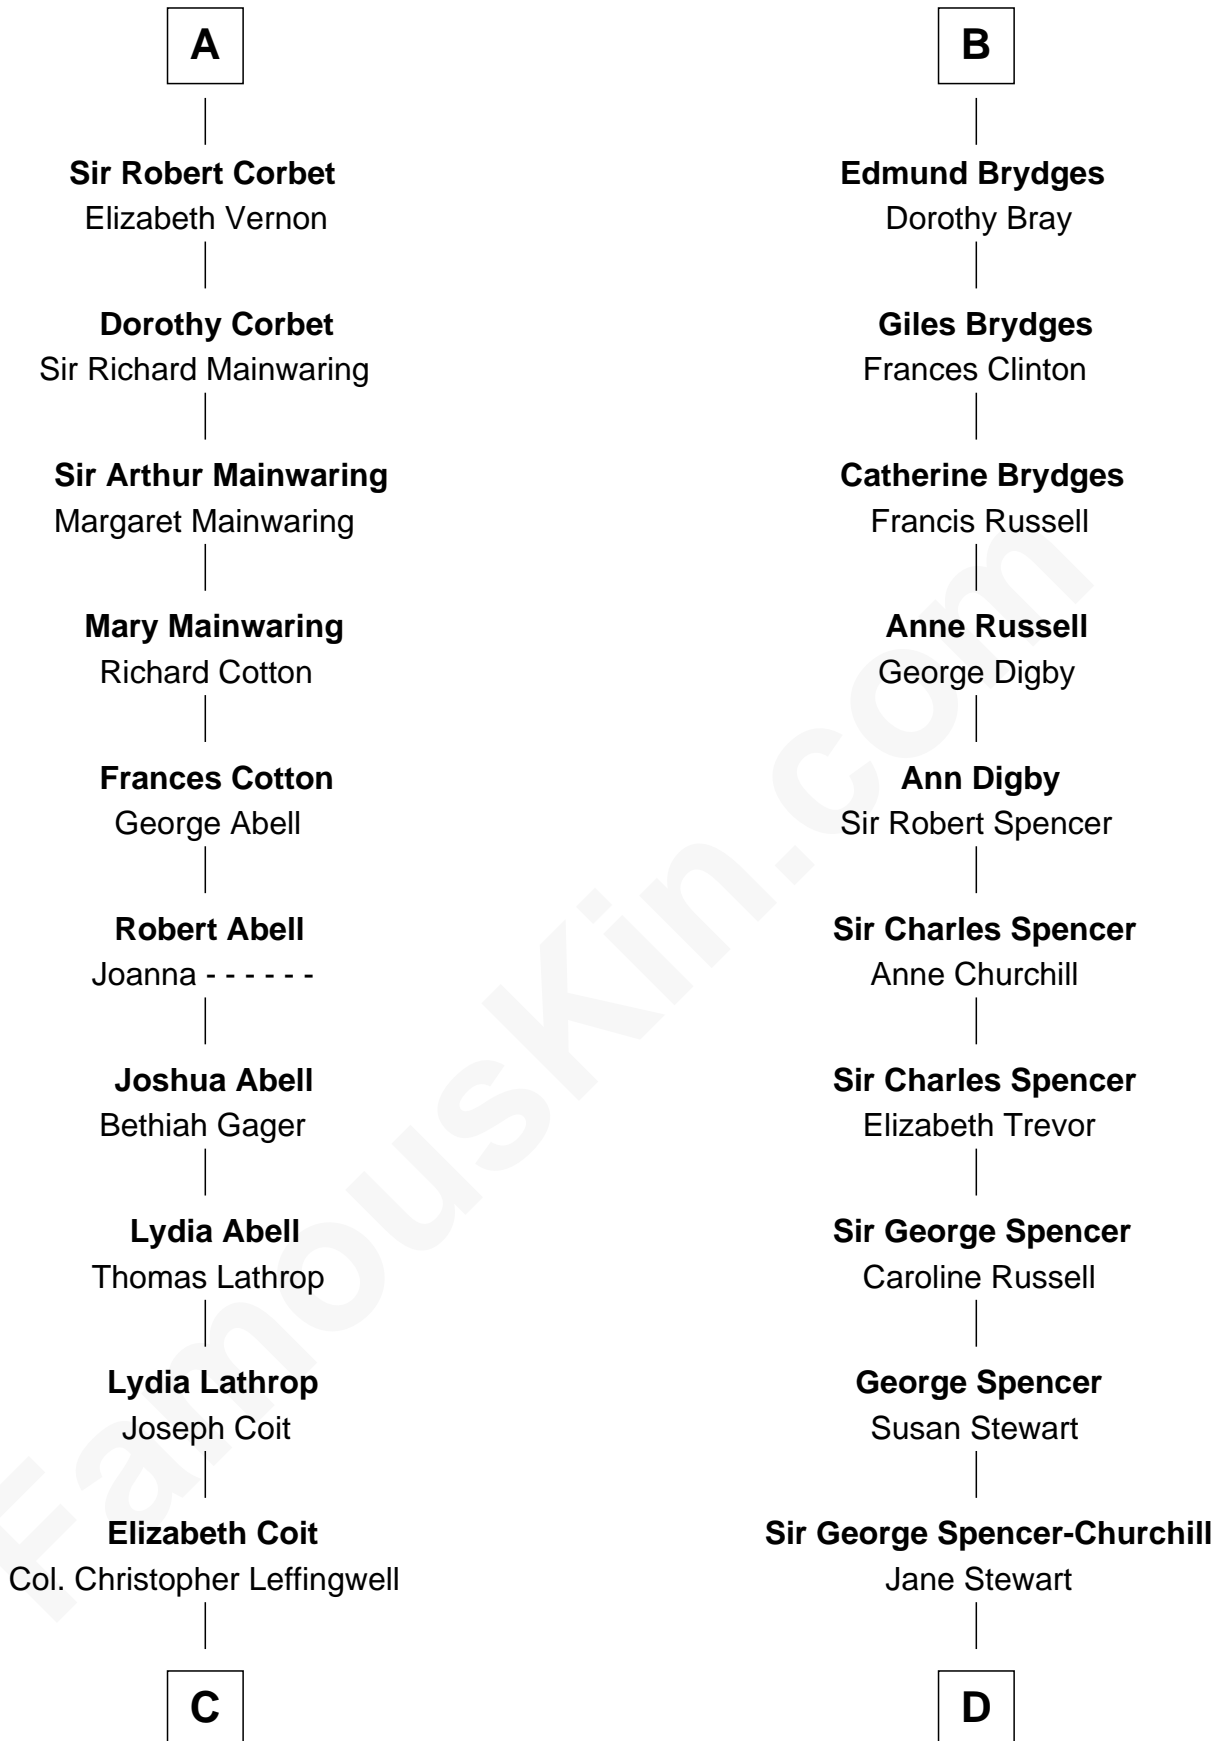 A
Sir Robert Corbet
Elizabeth Vernon
Dorothy Corbet
Sir Richard Mainwaring
Sir Arthur Mainwaring
Margaret Mainwaring
Mary Mainwaring
Richard Cotton
Frances Cotton
George Abell
Robert Abell
Joanna - - - - - -
Joshua Abell
Bethiah Gager
Lydia Abell
Thomas Lathrop
Lydia Lathrop
Joseph Coit
Elizabeth Coit
Col. Christopher Leffingwell
C
B
Edmund Brydges
Dorothy Bray
Giles Brydges
Frances Clinton
Catherine Brydges
Francis Russell
Anne Russell
George Digby
Ann Digby
Sir Robert Spencer
Sir Charles Spencer
Anne Churchill
Sir Charles Spencer
Elizabeth Trevor
Sir George Spencer
Caroline Russell
George Spencer
Susan Stewart
Sir George Spencer-Churchill
Jane Stewart
D
FamousKin.com